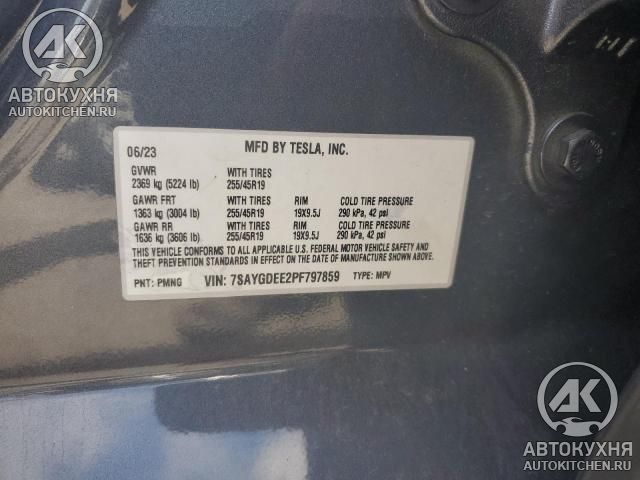 AK
АВТОКУХНЯ
AUTOKITCHEN.RU
06/23 MFD BY TESLA, INC.
GVWR WITH TIRES
2369 kg (5224 lb) 255/45R19
GAWR FRT WITH TIRES RIM COLD TIRE PRESSURE
1363 kg (3004 lb) 255/45R19 19X9.5J 290 kPa, 42 psi
GAWR RR WITH TIRES RIM COLD TIRE PRESSURE
1636 kg (3606 lb) 255/45R19 19X9.5J 290 kPa, 42 psi
THIS VEHICLE CONFORMS TO ALL APPLICABLE U.S. FEDERAL MOTOR VEHICLE SAFETY AND
THEFT PREVENTION STANDARDS IN EFFECT ON THE DATE OF MANUFACTURE SHOWN ABOVE.
PNT: PMNG VIN: 7SAYGDEE2PF797859 TYPE: MPV
AK
АВТОКУХНЯ
AUTOKITCHEN.RU